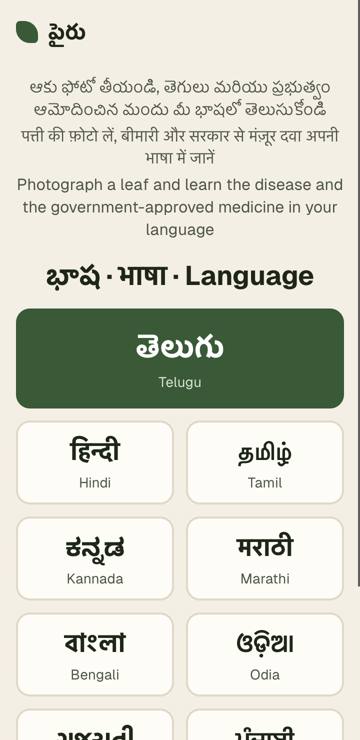 పైరు
ఆకు ఫోటో తీయండి, తెగులు మరియు ప్రభుత్వం
ఆమోదించిన మందు మీ భాషలో తెలుసుకోండి
पत्ती की फ़ोटो लें, बीमारी और सरकार से मंज़ूर दवा अपनी
भाषा में जानें
Photograph a leaf and learn the disease and
the government-approved medicine in your
language
భాష · भाषा · Language
తెలుగు
Telugu
हिन्दी
Hindi
தமிழ்
Tamil
ಕನ್ನಡ
Kannada
मराठी
Marathi
বাংলা
Bengali
ଓଡ଼ିଆ
Odia